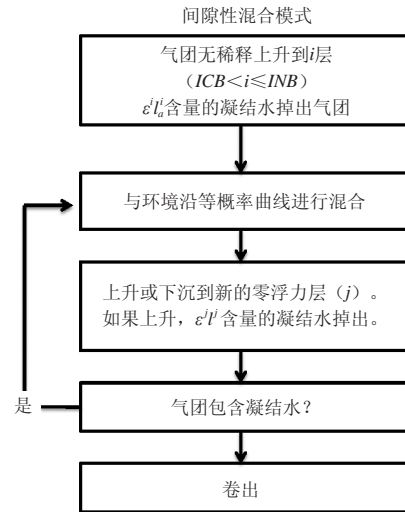 间隙性混合模式
气团无稀释上升到i层
（ICB<i≤INB）
εⁱlₐⁱ含量的凝结水掉出气团
与环境沿等概率曲线进行混合
上升或下沉到新的零浮力层（j）。
如果上升，εʲlʲ含量的凝结水掉出。
是
气团包含凝结水？
卷出